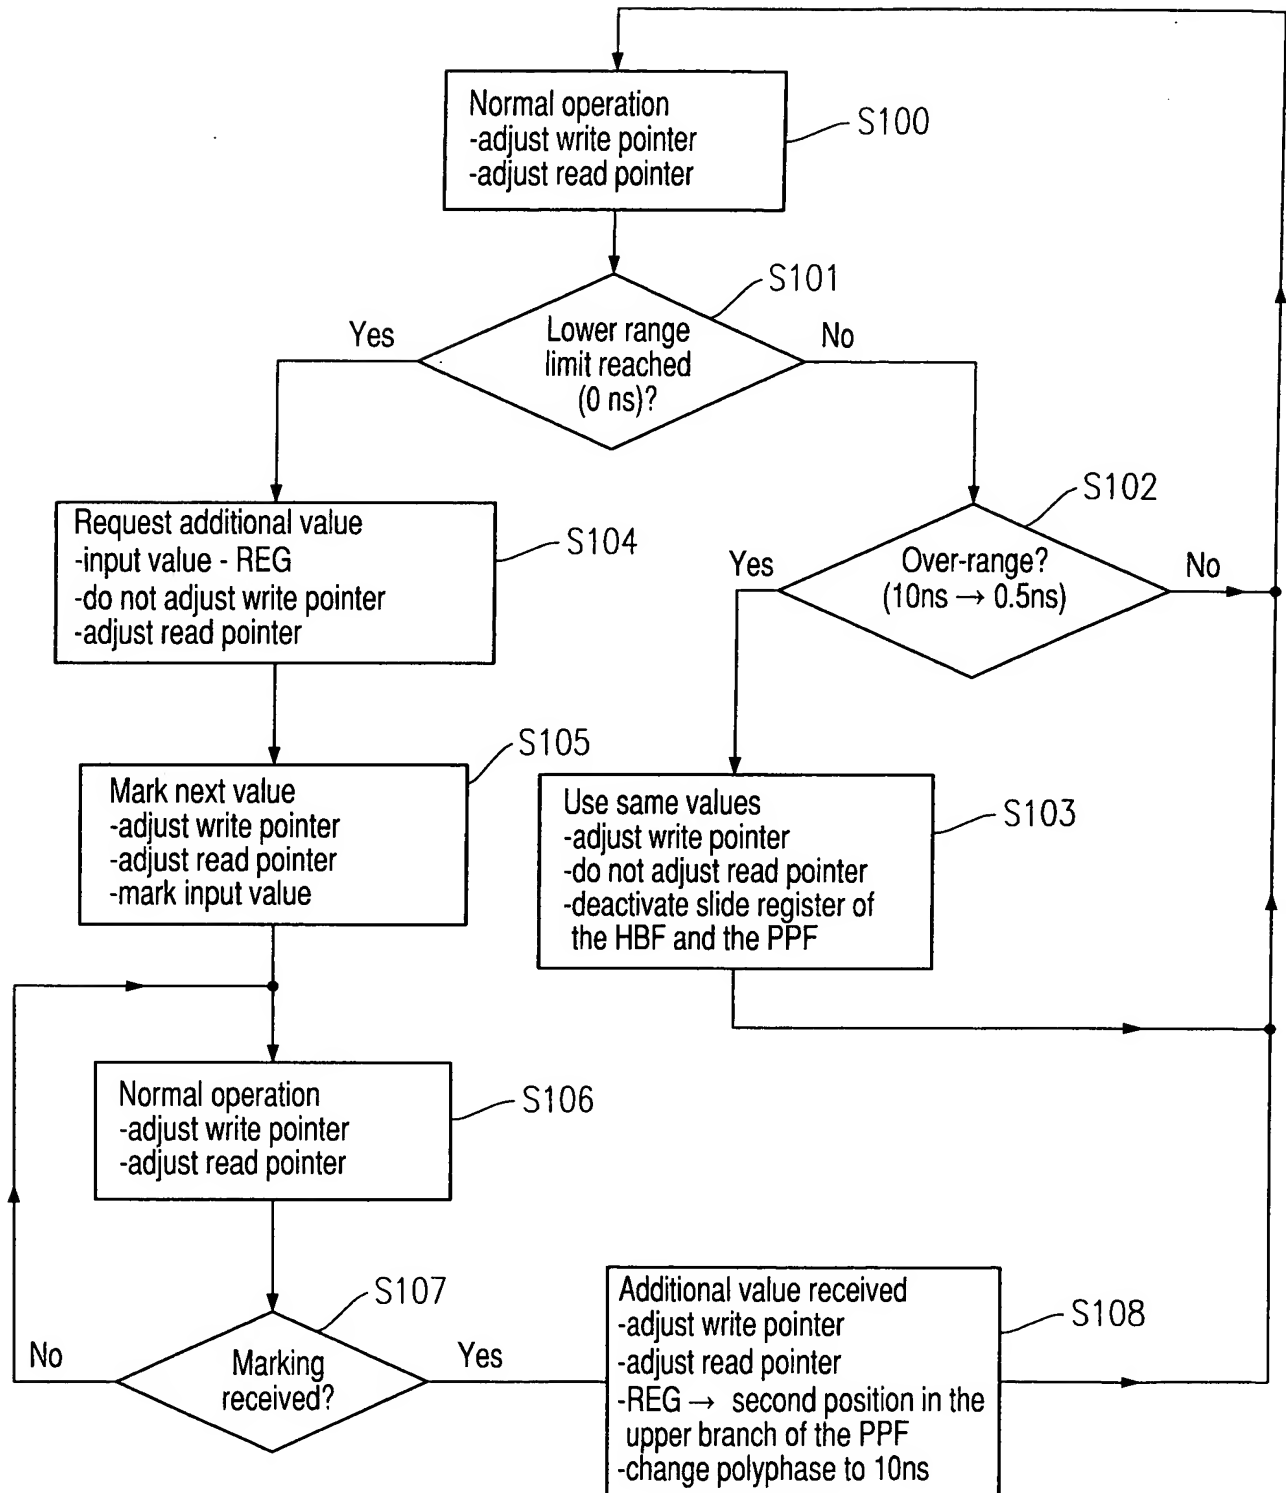 Normal operation
-adjust write pointer
-adjust read pointer
S100
S101
Yes
Lower range
limit reached
(0 ns)?
No
S102
Request additional value
-input value - REG
-do not adjust write pointer
-adjust read pointer
S104
Yes
Over-range?
(10ns → 0.5ns)
No
S105
Mark next value
-adjust write pointer
-adjust read pointer
-mark input value
Use same values
-adjust write pointer
-do not adjust read pointer
-deactivate slide register of
the HBF and the PPF
S103
Normal operation
-adjust write pointer
-adjust read pointer
S106
S107
No
Marking
received?
Yes
Additional value received
-adjust write pointer
-adjust read pointer
-REG → second position in the
upper branch of the PPF
-change polyphase to 10ns
S108